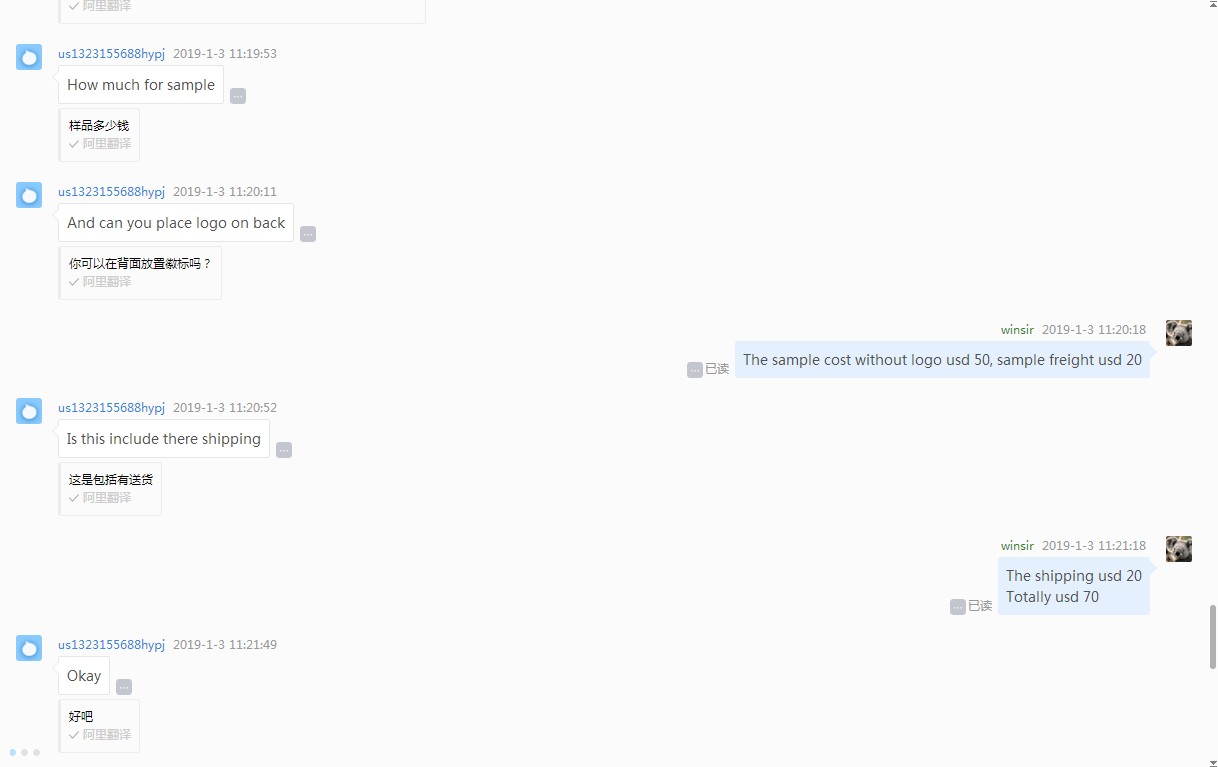 阿里翻译
us1323155688hypj 2019-1-3 11:19:53
How much for sample
...
样品多少钱
阿里翻译
us1323155688hypj 2019-1-3 11:20:11
And can you place logo on back
...
你可以在背面放置徽标吗？
阿里翻译
winsir 2019-1-3 11:20:18
The sample cost without logo usd 50, sample freight usd 20
... 已读
us1323155688hypj 2019-1-3 11:20:52
Is this include there shipping
...
这是包括有送货
阿里翻译
winsir 2019-1-3 11:21:18
The shipping usd 20
Totally usd 70
... 已读
us1323155688hypj 2019-1-3 11:21:49
Okay
...
好吧
阿里翻译